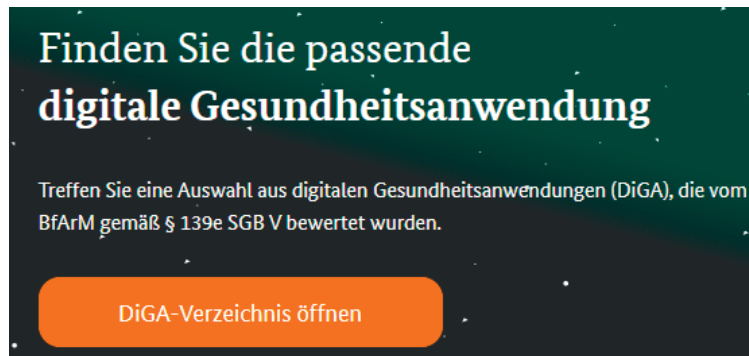 Finden Sie die passende
digitale Gesundheitsanwendung
Treffen Sie eine Auswahl aus digitalen Gesundheitsanwendungen (DiGA), die vom
BfArM gemäß § 139e SGB V bewertet wurden.
DiGA-Verzeichnis öffnen